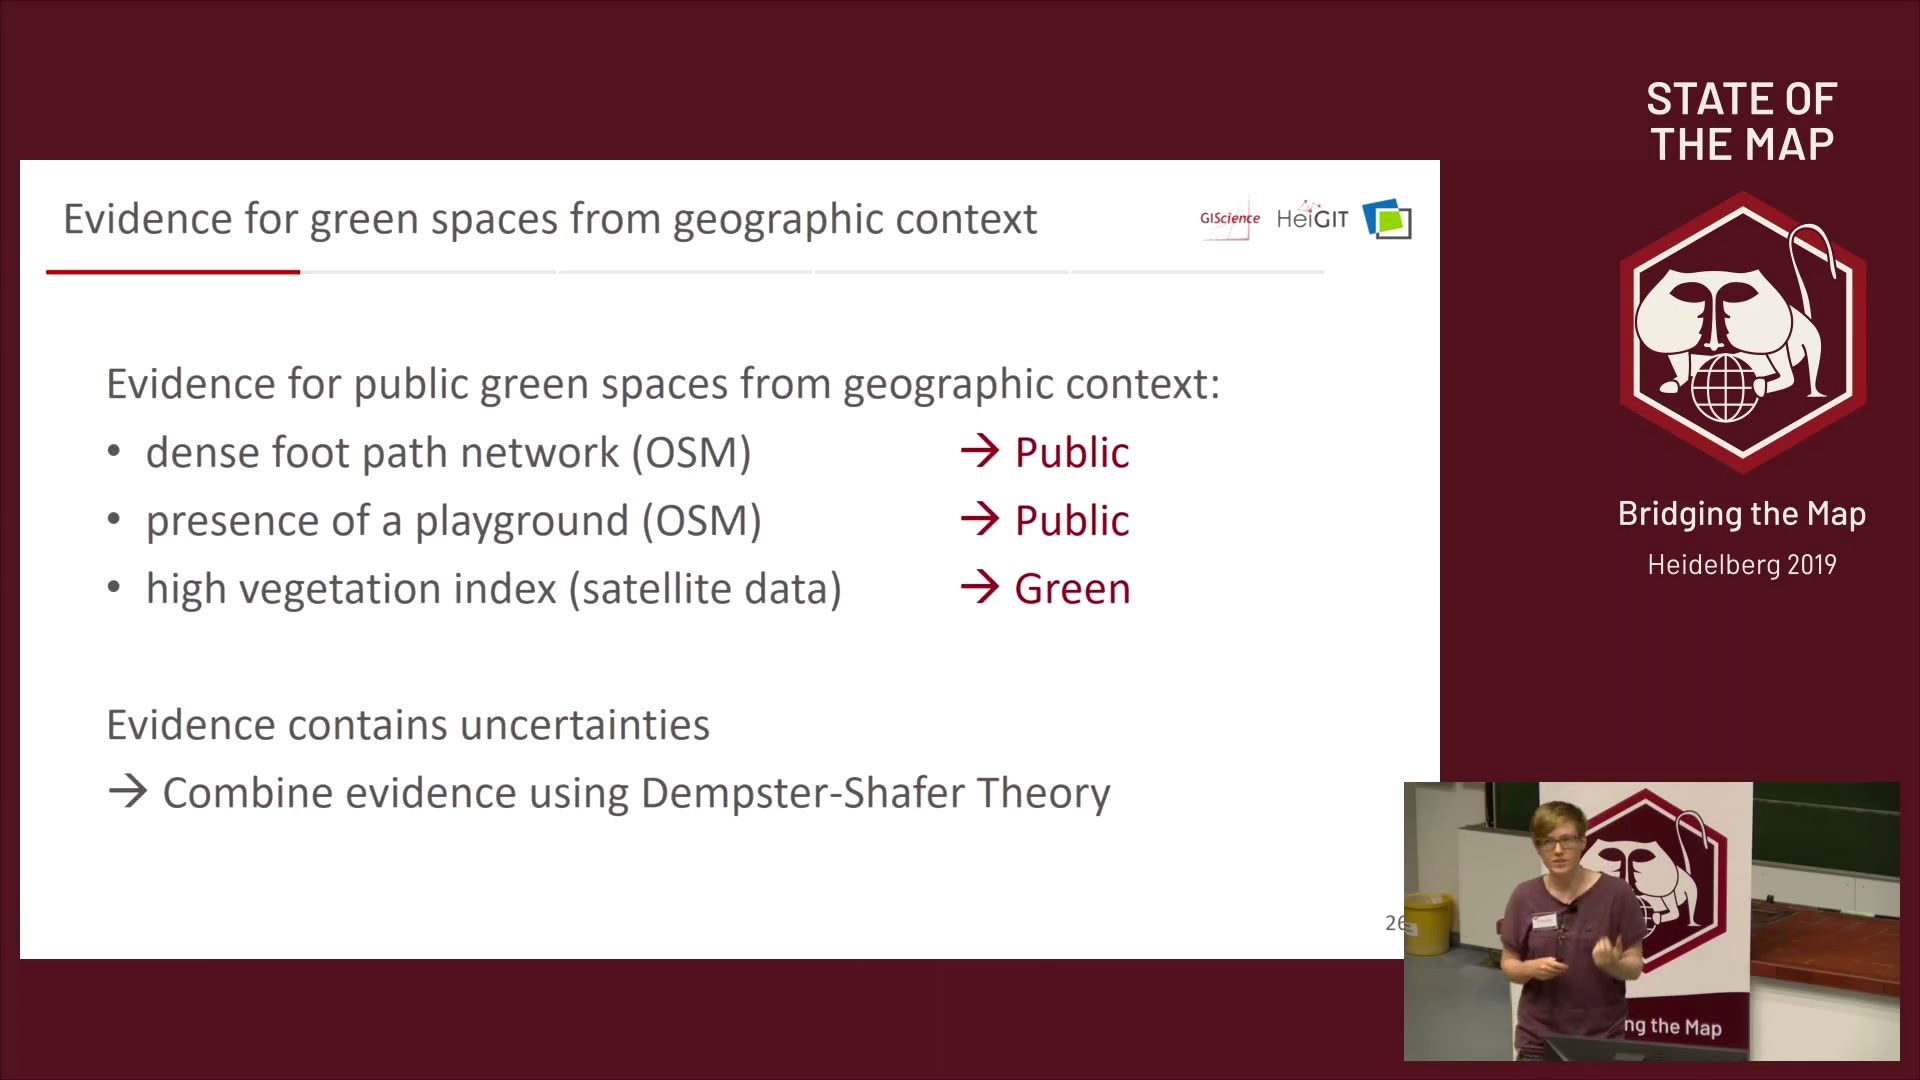 STATE OF
THE MAP
Evidence for green spaces from geographic context
GIScience
HeiGIT
Evidence for public green spaces from geographic context:
• dense foot path network (OSM) → Public
• presence of a playground (OSM) → Public
• high vegetation index (satellite data) → Green
Evidence contains uncertainties
→ Combine evidence using Dempster-Shafer Theory
26
Bridging the Map
Heidelberg 2019
ng the Map